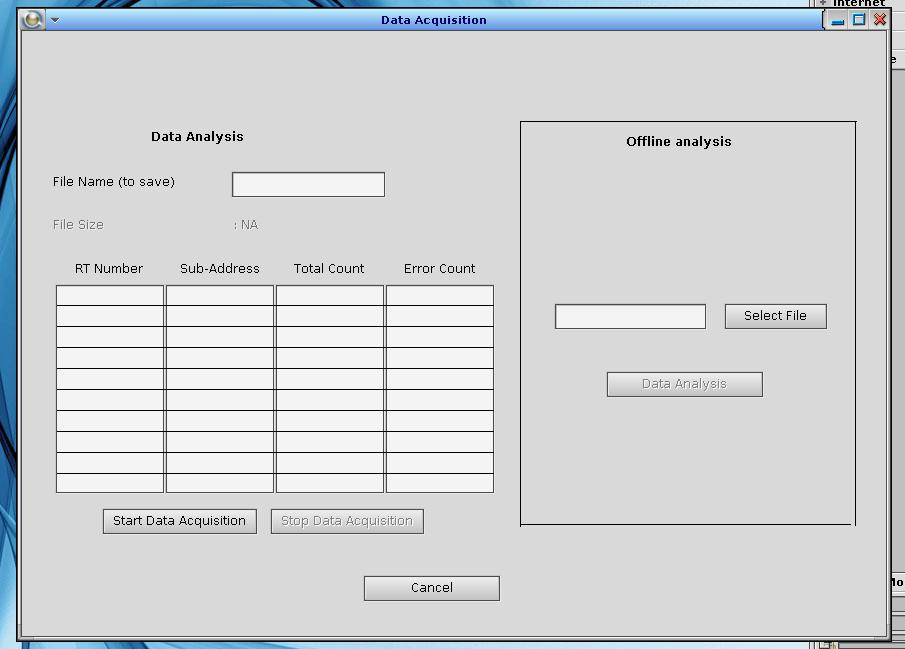 Internet
Data Acquisition
Data Analysis
Offline analysis
File Name (to save)
File Size : NA
RT Number Sub-Address Total Count Error Count
Select File
Data Analysis
Start Data Acquisition Stop Data Acquisition
Cancel